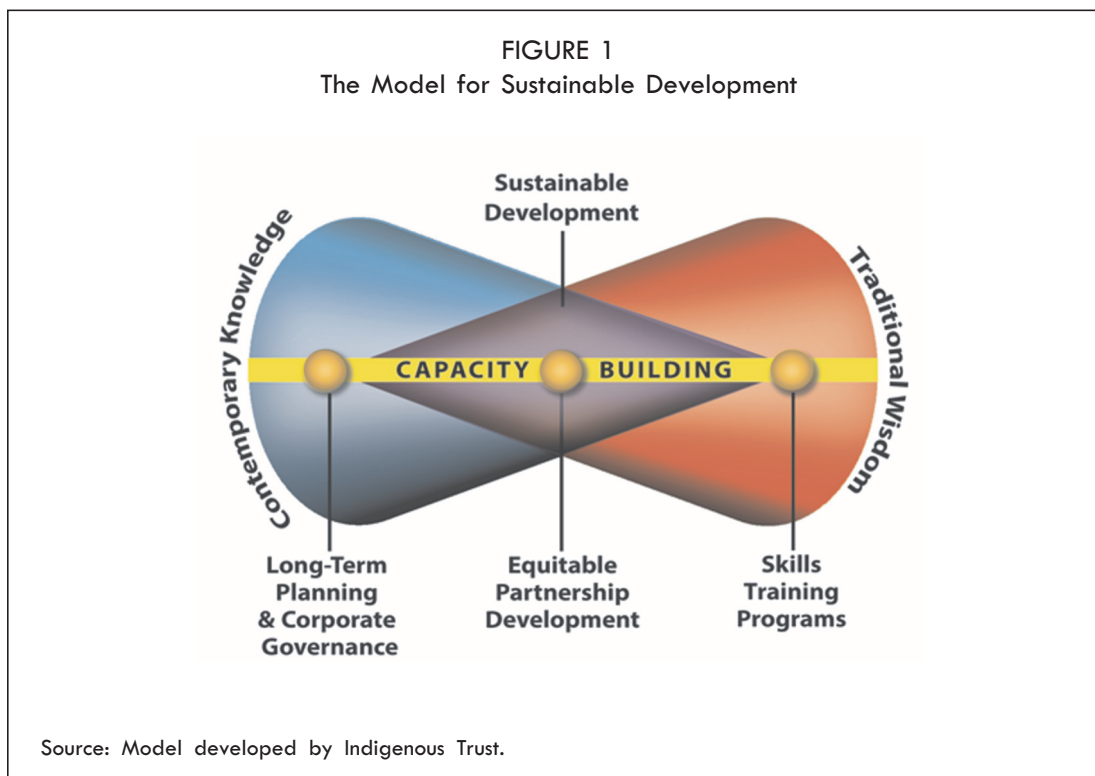 FIGURE 1
The Model for Sustainable Development
Sustainable
Development
Contemporary Knowledge
Traditional Wisdom
CAPACITY BUILDING
Long-Term
Planning
& Corporate
Governance
Equitable
Partnership
Development
Skills
Training
Programs
Source: Model developed by Indigenous Trust.